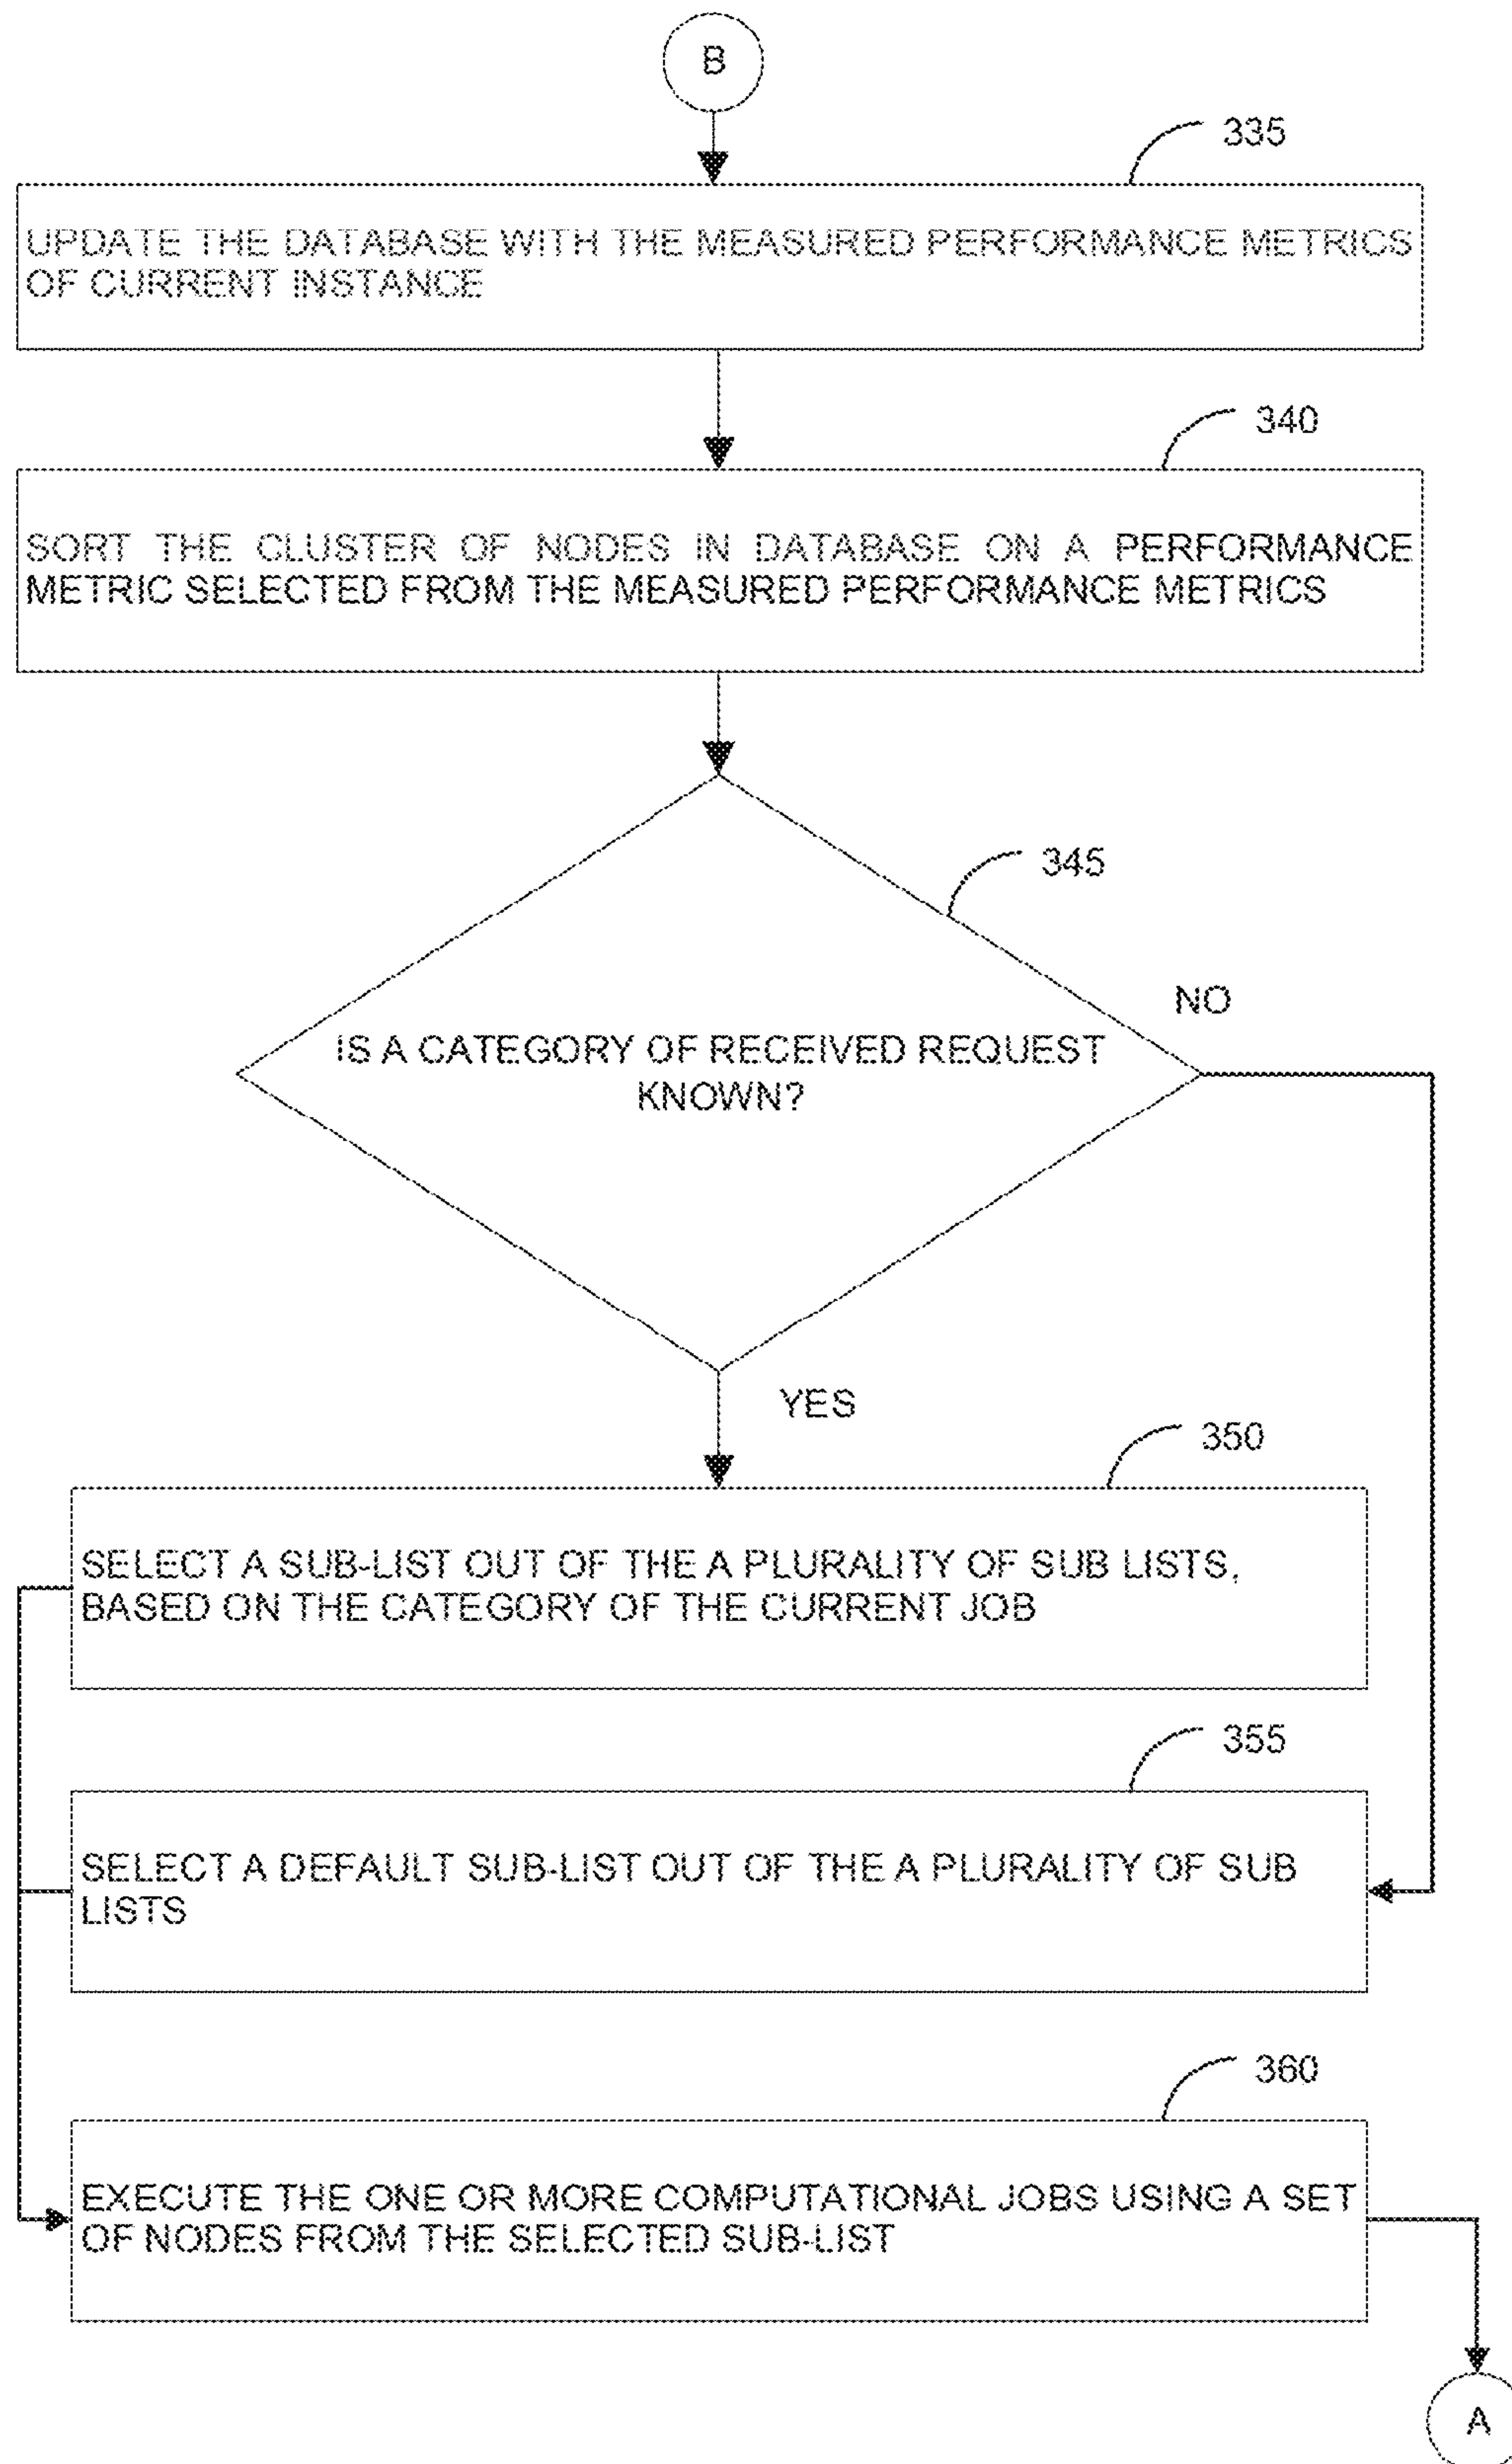 B
335
UPDATE THE DATABASE WITH THE MEASURED PERFORMANCE METRICS
OF CURRENT INSTANCE
340
SORT THE CLUSTER OF NODES IN DATABASE ON A PERFORMANCE
METRIC SELECTED FROM THE MEASURED PERFORMANCE METRICS
345
NO
IS A CATEGORY OF RECEIVED REQUEST
KNOWN?
YES
350
SELECT A SUB-LIST OUT OF THE A PLURALITY OF SUB LISTS,
BASED ON THE CATEGORY OF THE CURRENT JOB
355
SELECT A DEFAULT SUB-LIST OUT OF THE A PLURALITY OF SUB
LISTS
360
EXECUTE THE ONE OR MORE COMPUTATIONAL JOBS USING A SET
OF NODES FROM THE SELECTED SUB-LIST
A